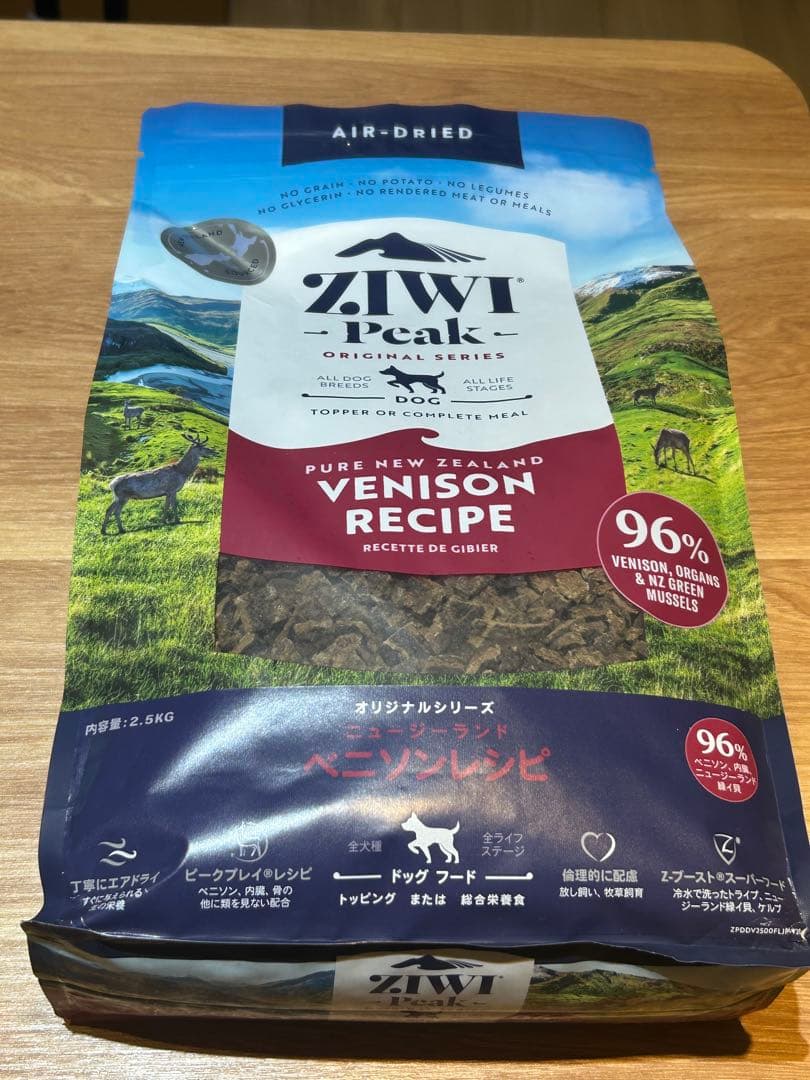 AIR-DRIED
NO GRAIN · NO POTATO · NO LEGUMES
NO GLYCERIN · NO RENDERED MEAT OR MEALS
SOURCED
ZIWI®
Peak
ORIGINAL SERIES
ALL DOG BREEDS
ALL LIFE STAGES
DOG
TOPPER OR COMPLETE MEAL
PURE NEW ZEALAND
VENISON
RECIPE
RECETTE DE GIBIER
96%
VENISON, ORGANS
& NZ GREEN
MUSSELS
オリジナルシリーズ
内容量:2.5KG
ニュージーランド
ベニソンレシピ
96%
ベニソン、内臓、
ニュージーランド
緑イ貝
丁寧にエアドライ
すぐに与えられる
ピークプレイ®レシピ
ベニソン、内臓、骨の
他に類を見ない配合
全犬種
全ライフ
ステージ
ドッグ フード
トッピング または 総合栄養食
倫理的に配慮
放し飼い、牧草飼育
Z-ブースト®スーパーフード
冷水で洗ったトライプ、ニュー
ジーランド緑イ貝、ケルプ
ZIWI
Peak